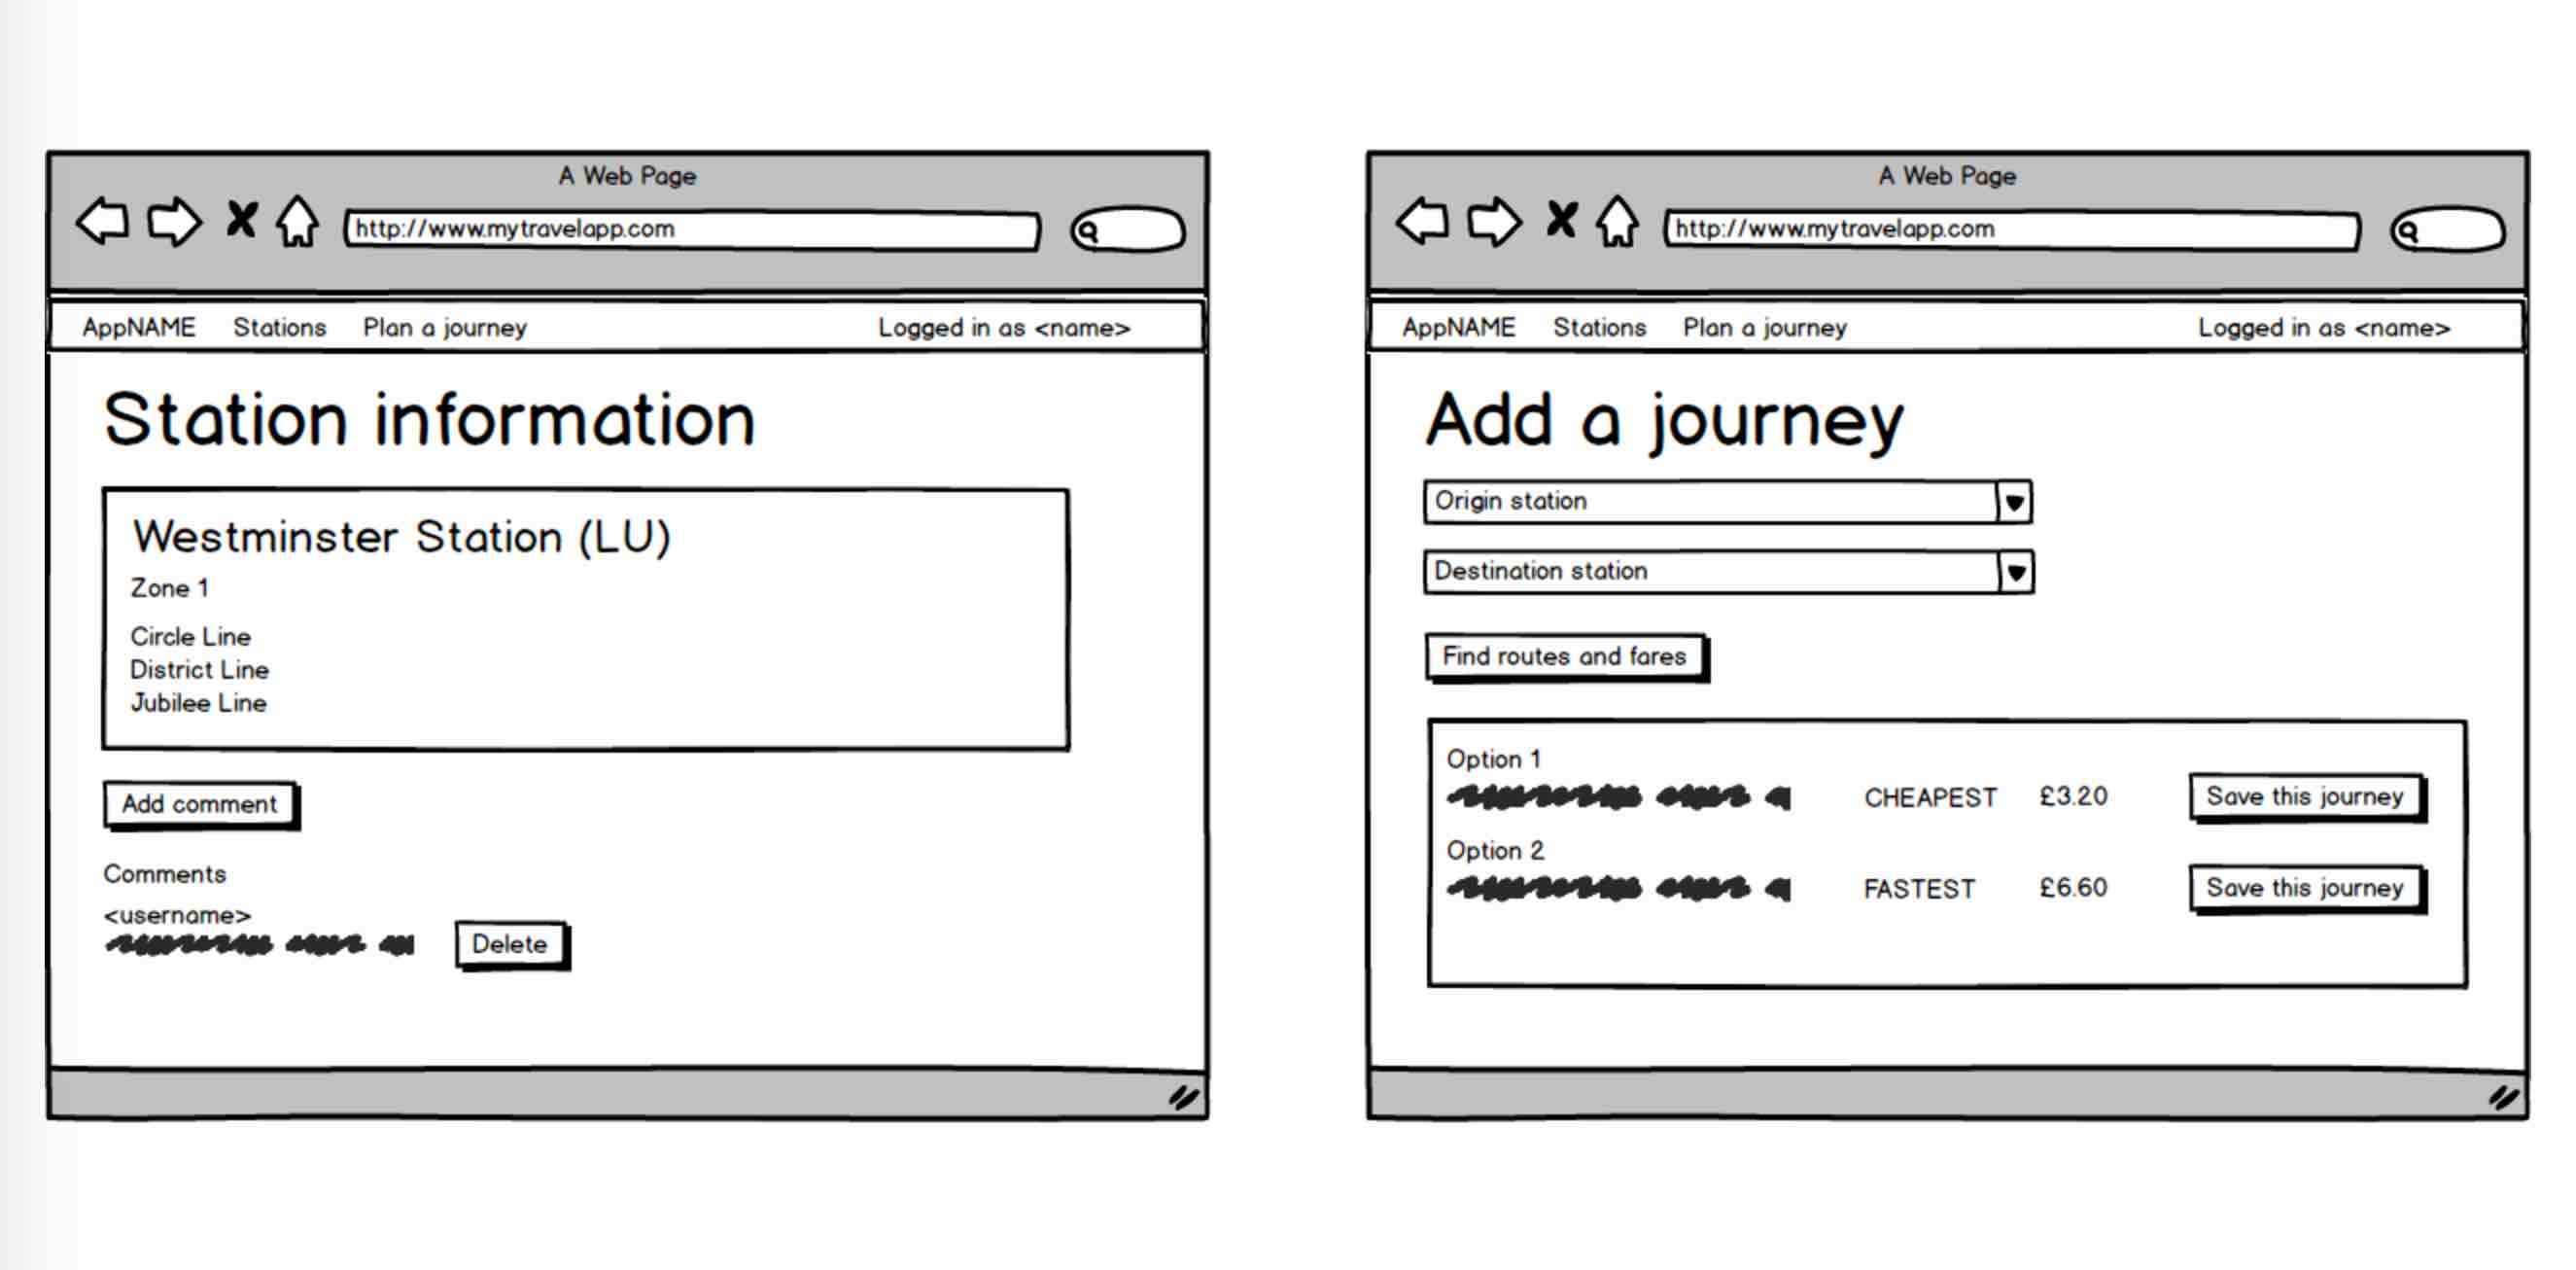 A Web Page
http://www.mytravelapp.com
AppNAME Stations Plan a journey Logged in as <name>
Station information
Westminster Station (LU)
Zone 1
Circle Line
District Line
Jubilee Line
Add comment
Comments
<username>
Delete
A Web Page
http://www.mytravelapp.com
AppNAME Stations Plan a journey Logged in as <name>
Add a journey
Origin station
Destination station
Find routes and fares
Option 1
CHEAPEST £3.20 Save this journey
Option 2
FASTEST £6.60 Save this journey